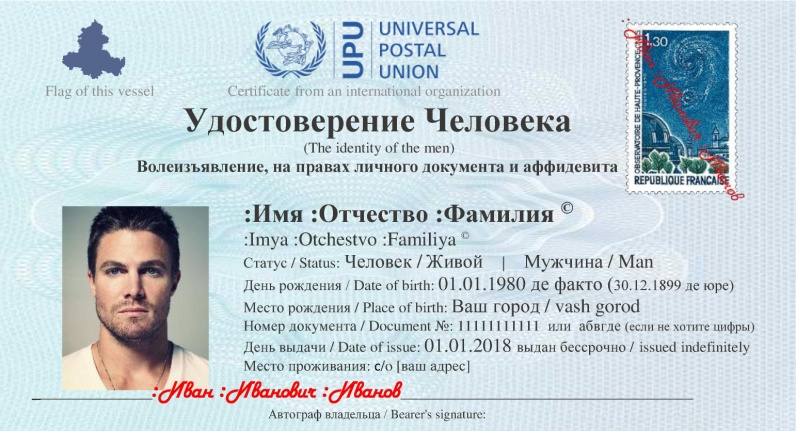 UPU
UNIVERSAL
POSTAL
UNION
Flag of this vessel
Certificate from an international organization
1,30
OBSERVATOIRE DE HAUTE-PROVENCE
REPUBLIQUE FRANÇAISE
:Иван :Иванович :Иванов
Удостоверение Человека
(The identity of the men)
Волеизъявление, на правах личного документа и аффидевита
:Имя :Отчество :Фамилия ©
:Imya :Otchestvo :Familiya ©
Статус / Status: Человек / Живой | Мужчина / Man
День рождения / Date of birth: 01.01.1980 де факто (30.12.1899 де юре)
Место рождения / Place of birth: Ваш город / vash gorod
Номер документа / Document №: 11111111111 или абвгде (если не хотите цифры)
День выдачи / Date of issue: 01.01.2018 выдан бессрочно / issued indefinitely
Место проживания: c/o [ваш адрес]
:Иван :Иванович :Иванов
Автограф владельца / Bearer's signature: